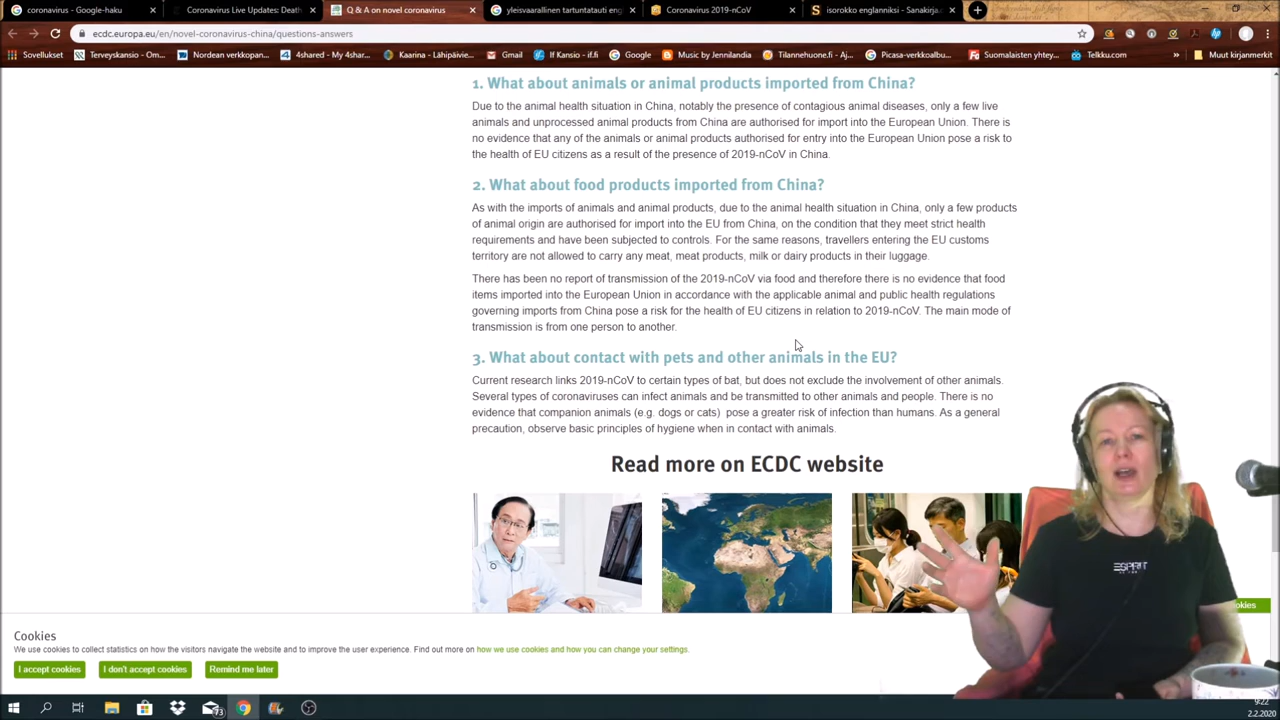 coronavirus - Google-haku
Coronavirus Live Updates: Death
Q & A on novel coronavirus
yleisvaarallinen tartuntatauti eng
Coronavirus 2019-nCoV
isorokko englanniksi - Sanakirja.
ecdc.europa.eu/en/novel-coronavirus-china/questions-answers
Sovellukset
Terveyskylä - Om...
Nordean verkkopan...
4shared - My 4shar...
Kaarina - Lähipäivie...
Gmail
If Kansio - if.fi
Google
Music by Jennilandia
Tilannehuone.fi - Aj...
Picasa-verkkoalbu...
Suomalaisten yhtey...
Telkku.com
Muut kirjanmerkit
1. What about animals or animal products imported from China?
Due to the animal health situation in China, notably the presence of contagious animal diseases, only a few live
animals and unprocessed animal products from China are authorised for import into the European Union. There is
no evidence that any of the animals or animal products authorised for entry into the European Union pose a risk to
the health of EU citizens as a result of the presence of 2019-nCoV in China.
2. What about food products imported from China?
As with the imports of animals and animal products, due to the animal health situation in China, only a few products
of animal origin are authorised for import into the EU from China, on the condition that they meet strict health
requirements and have been subjected to controls. For the same reasons, travellers entering the EU customs
territory are not allowed to carry any meat, meat products, milk or dairy products in their luggage.
There has been no report of transmission of the 2019-nCoV via food and therefore there is no evidence that food
items imported into the European Union in accordance with the applicable animal and public health regulations
governing imports from China pose a risk for the health of EU citizens in relation to 2019-nCoV. The main mode of
transmission is from one person to another.
3. What about contact with pets and other animals in the EU?
Current research links 2019-nCoV to certain types of bat, but does not exclude the involvement of other animals.
Several types of coronaviruses can infect animals and be transmitted to other animals and people. There is no
evidence that companion animals (e.g. dogs or cats) pose a greater risk of infection than humans. As a general
precaution, observe basic principles of hygiene when in contact with animals.
Read more on ECDC website
ESPRIT
okies
Cookies
We use cookies to collect statistics on how the visitors navigate the website and to improve the user experience. Find out more on how we use cookies and how you can change your settings.
I accept cookies
I don't accept cookies
Remind me later
73
9:22
2.2.2020